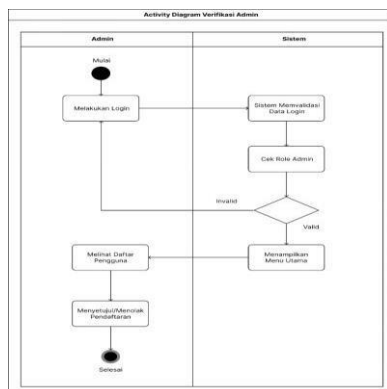 Activity Diagram Verifikasi Admin
Admin
Sistem
Mulai
Melakukan Login
Sistem Memvalidasi
Data Login
Cek Role Admin
Invalid
Valid
Melihat Daftar
Pengguna
Menampilkan
Menu Utama
Menyetujui/Menolak
Pendaftaran
Selesai